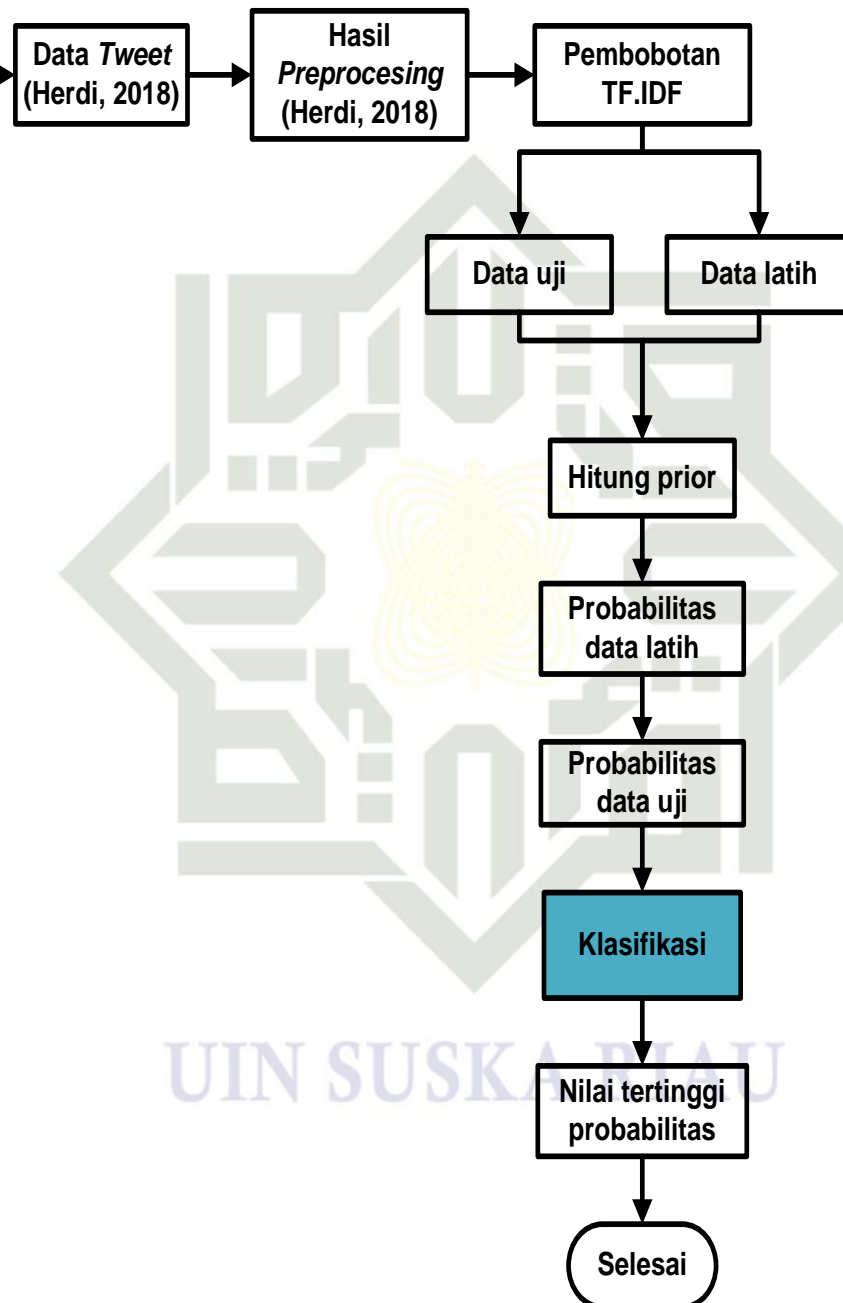 Data Tweet
(Herdi, 2018)
Hasil
Preprocesing
(Herdi, 2018)
Pembobotan
TF.IDF
Data uji
Data latih
Hitung prior
Probabilitas
data latih
Probabilitas
data uji
Klasifikasi
UIN SUSKA RIAU
Nilai tertinggi
probabilitas
Selesai